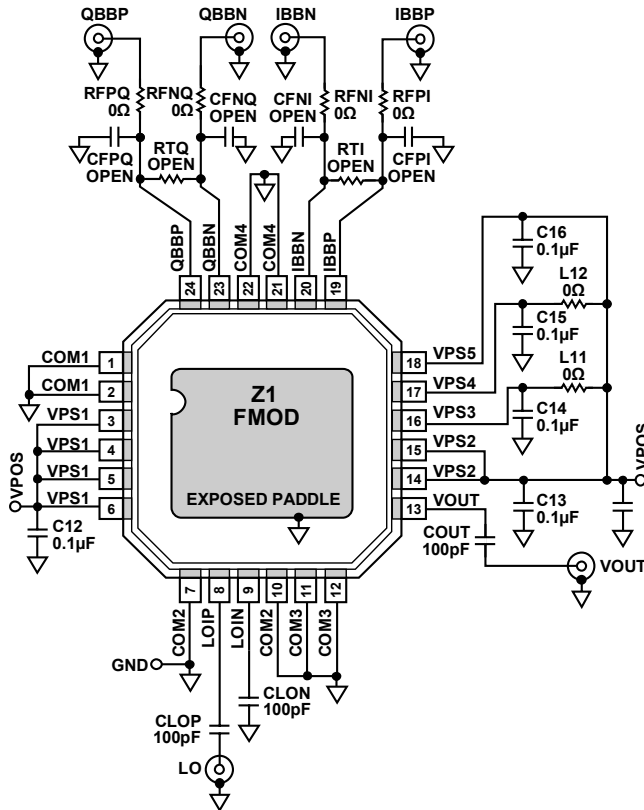 QBBP
QBBN
IBBN
IBBP
RFPQ
0Ω
RFNQ
0Ω
CFNQ
OPEN
CFNI
OPEN
RFNI
0Ω
RFPI
0Ω
CFPQ
OPEN
RTQ
OPEN
RTI
OPEN
CFPI
OPEN
QBBP
QBBN
COM4
COM4
IBBN
IBBP
24
23
22
21
20
19
C16
0.1µF
L12
0Ω
C15
0.1µF
L11
0Ω
C14
0.1µF
COM1
1
COM1
2
VPS1
3
VPS1
4
VPS1
5
VPS1
6
VPOS
C12
0.1µF
Z1
FMOD
EXPOSED PADDLE
18
VPS5
17
VPS4
16
VPS3
15
VPS2
14
VPS2
13
VOUT
VPOS
C13
0.1µF
COUT
100pF
VOUT
7
8
9
10
11
12
COM2
LOIP
LOIN
COM2
COM3
COM3
GND
CLON
100pF
CLOP
100pF
LO